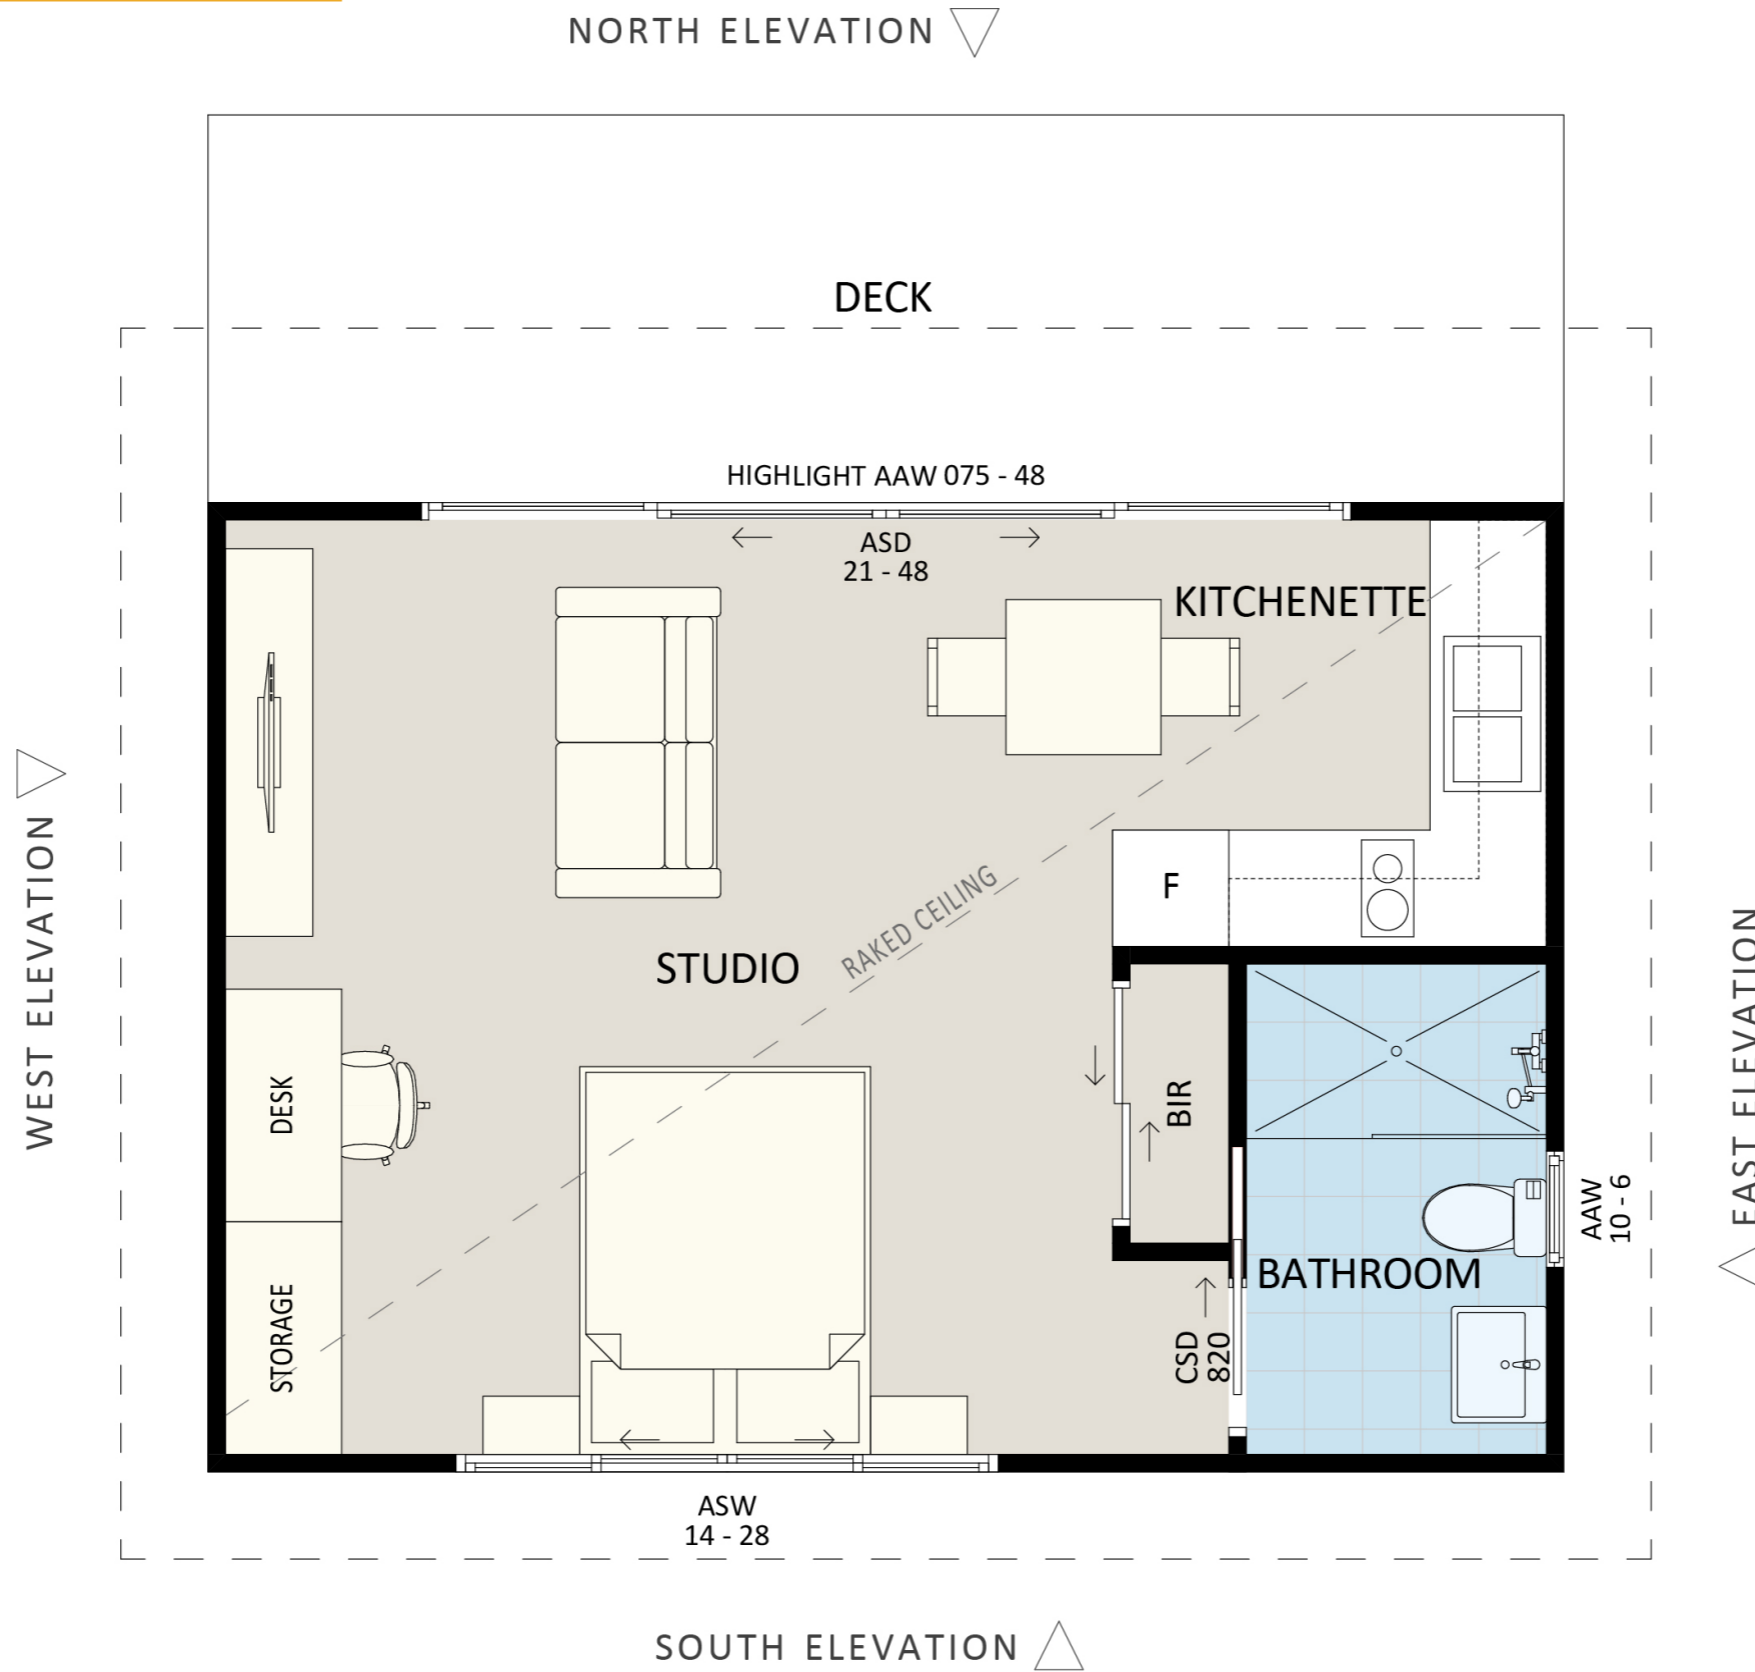 NORTH ELEVATION
DECK
HIGHLIGHT AAW 075 - 48
ASD
21 - 48
KITCHENETTE
F
RAKED CEILING
STUDIO
WEST ELEVATION
EAST ELEVATION
DESK
BIR
AAW
10 - 6
BATHROOM
STORAGE
CSD
820
ASW
14 - 28
SOUTH ELEVATION